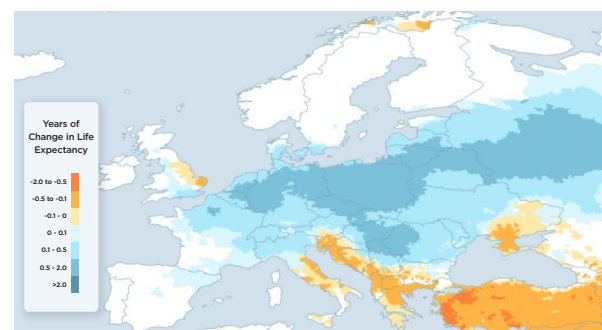 Years of
Change in Life
Expectancy
-2.0 to -0.5
-0.5 to -0.1
-0.1 - 0
0 - 0.1
0.1 - 0.5
0.5 - 2.0
>2.0